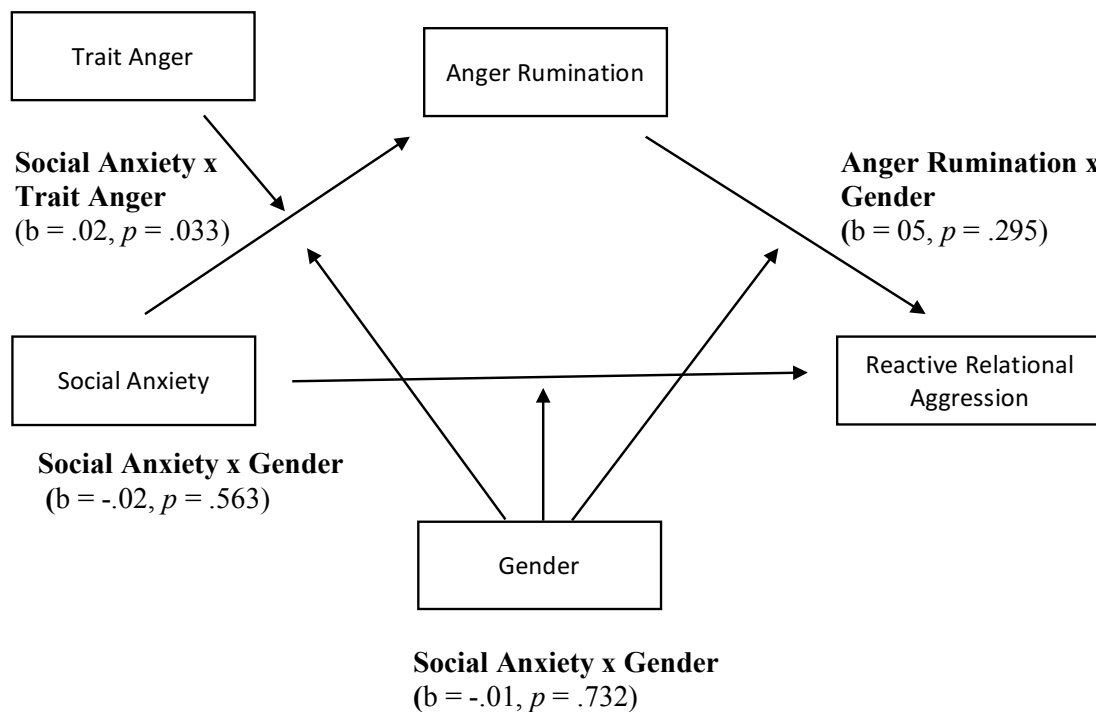 Trait Anger
Anger Rumination
Social Anxiety x
Trait Anger
(b = .02, p = .033)
Anger Rumination x
Gender
(b = 05, p = .295)
Social Anxiety
Reactive Relational
Aggression
Social Anxiety x Gender
(b = -.02, p = .563)
Gender
Social Anxiety x Gender
(b = -.01, p = .732)